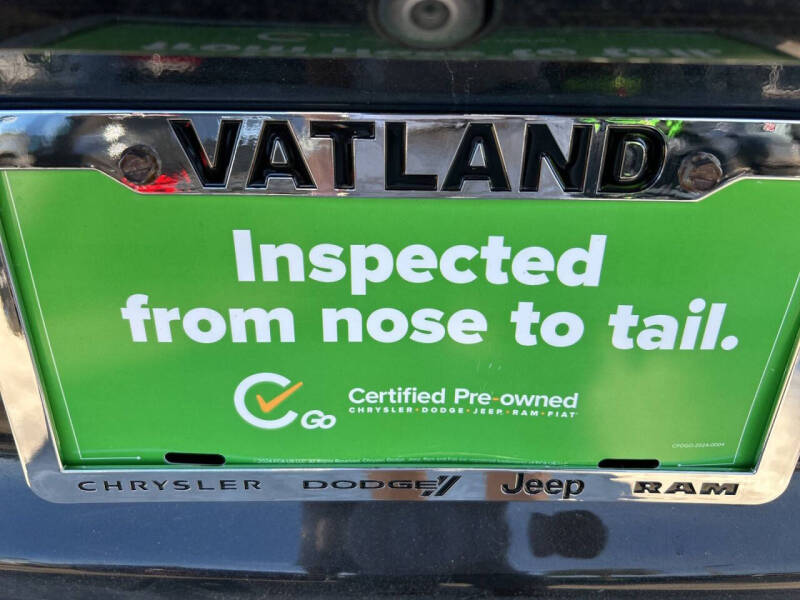 VATLAND
Inspected
from nose to tail.
Go
Certified Pre-owned
CHRYSLER • DODGE • JEEP • RAM • FIAT
CHRYSLER DODGE Jeep RAM